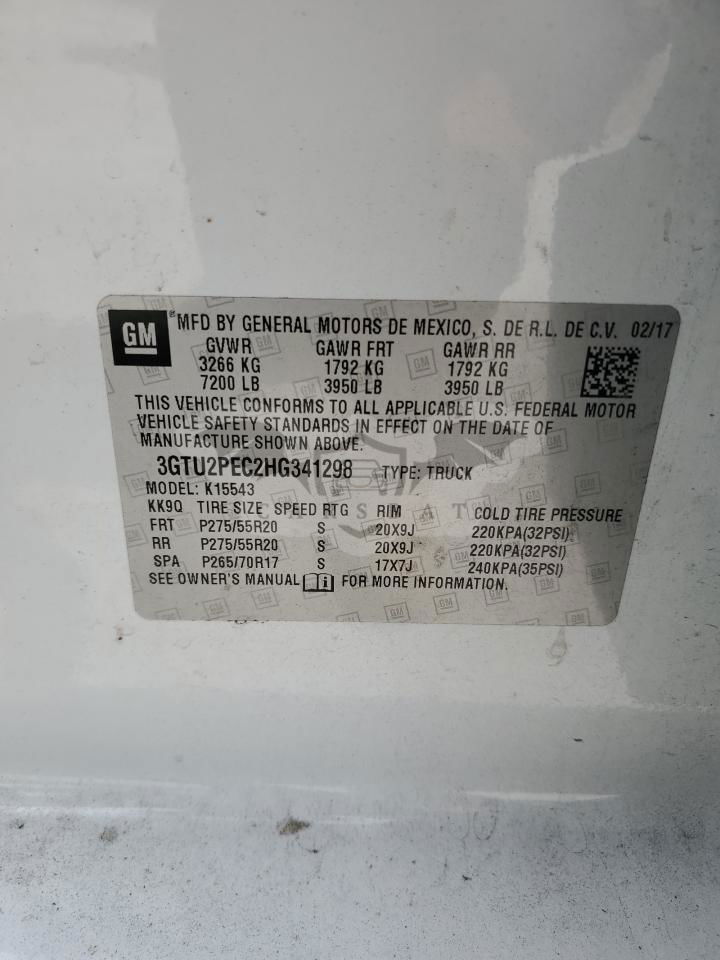 GM ® MFD BY GENERAL MOTORS DE MEXICO, S. DE R.L. DE C.V. 02/17
GVWR GAWR FRT GAWR RR
3266 KG 1792 KG 1792 KG
7200 LB 3950 LB 3950 LB
THIS VEHICLE CONFORMS TO ALL APPLICABLE U.S. FEDERAL MOTOR
VEHICLE SAFETY STANDARDS IN EFFECT ON THE DATE OF
MANUFACTURE SHOWN ABOVE.
3GTU2PEC2HG341298 TYPE: TRUCK
MODEL: K15543
KK9Q TIRE SIZE SPEED RTG RIM COLD TIRE PRESSURE
FRT P275/55R20 S 20X9J 220KPA(32PSI)
RR P275/55R20 S 20X9J 220KPA(32PSI)
SPA P265/70R17 S 17X7J 240KPA(35PSI)
SEE OWNER'S MANUAL FOR MORE INFORMATION.